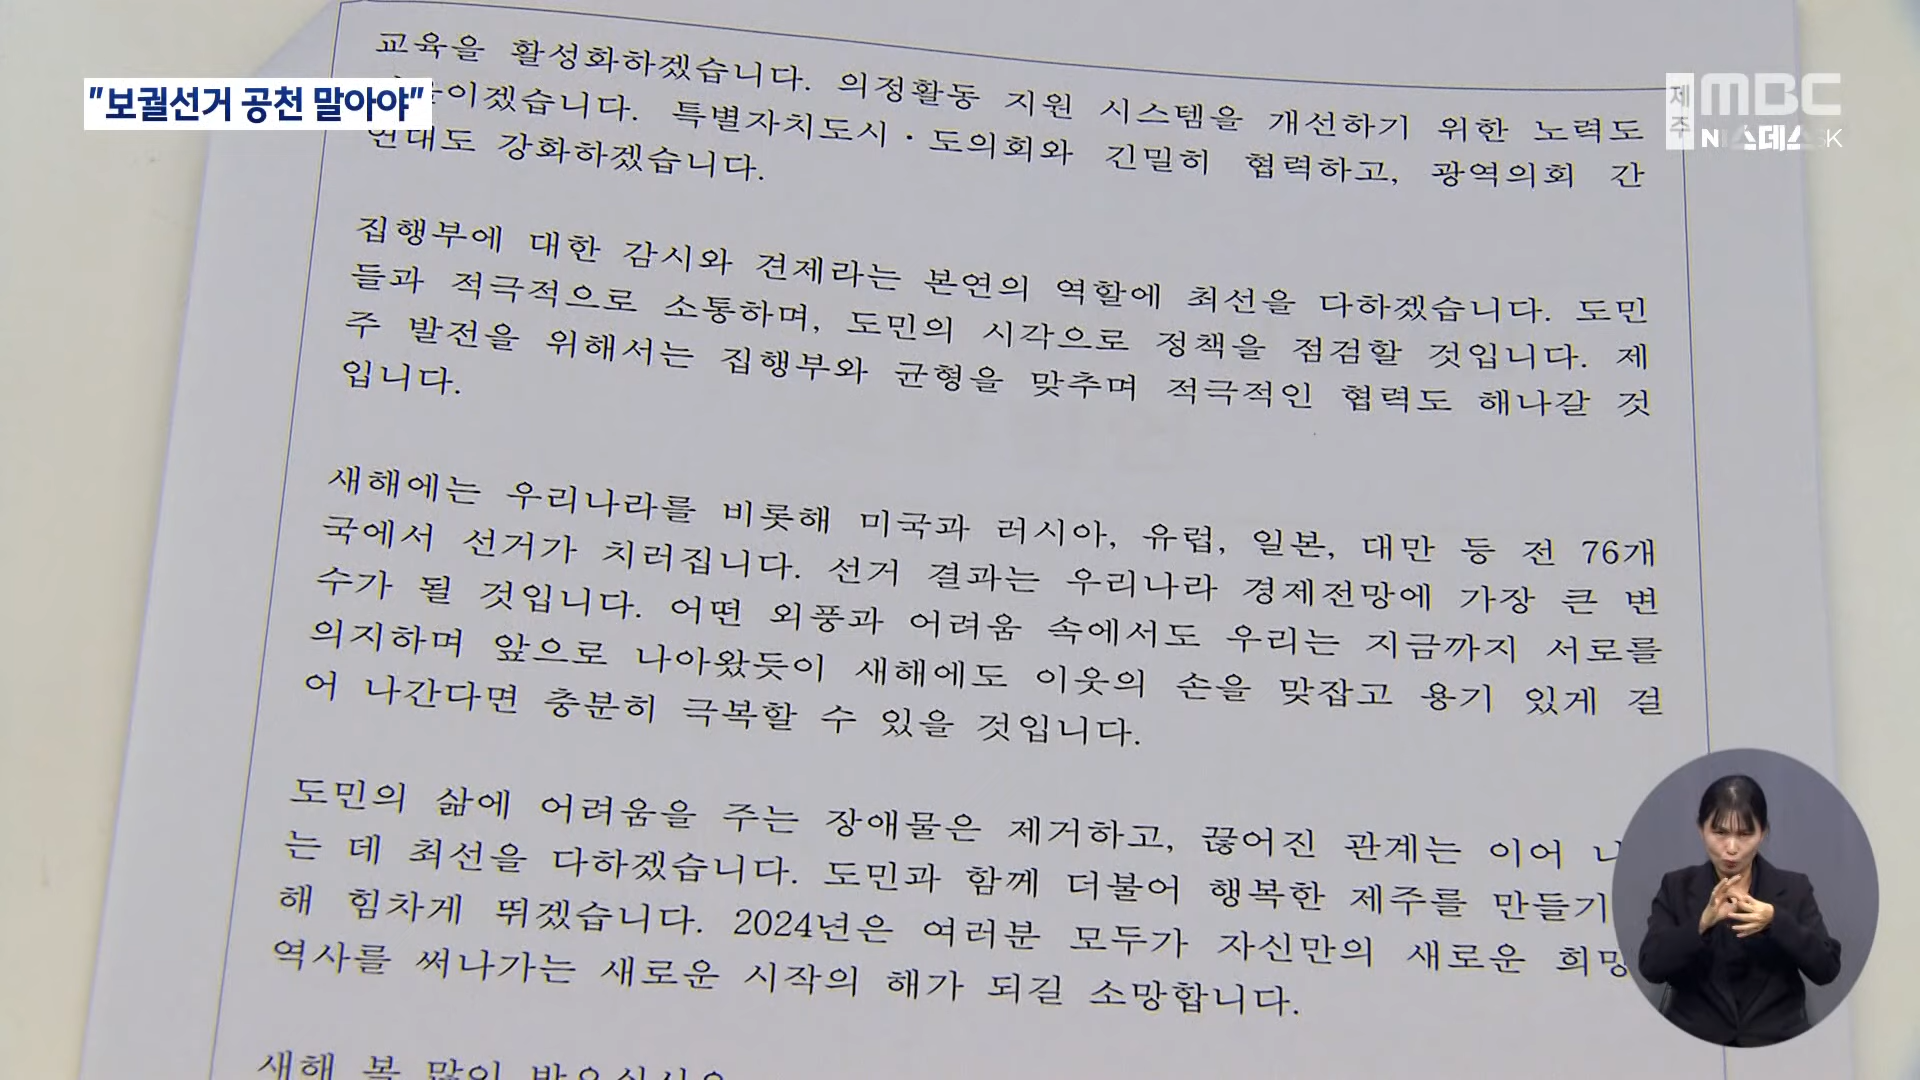 교육을 활성화하겠습니다. 의정활동 지원 시스템을 개선하기 위한 노력도
이겠습니다. 특별자치도시·도의회와 긴밀히 협력하고, 광역의회 간
연대도 강화하겠습니다.
집행부에 대한 감시와 견제라는 본연의 역할에 최선을 다하겠습니다. 도민
들과 적극적으로 소통하며, 도민의 시각으로 정책을 점검할 것입니다. 제
주 발전을 위해서는 집행부와 균형을 맞추며 적극적인 협력도 해나갈 것
입니다.
새해에는 우리나라를 비롯해 미국과 러시아, 유럽, 일본, 대만 등 전 76개
국에서 선거가 치러집니다. 선거 결과는 우리나라 경제전망에 가장 큰 변
수가 될 것입니다. 어떤 외풍과 어려움 속에서도 우리는 지금까지 서로를
의지하며 앞으로 나아왔듯이 새해에도 이웃의 손을 맞잡고 용기 있게 걸
어 나간다면 충분히 극복할 수 있을 것입니다.
도민의 삶에 어려움을 주는 장애물은 제거하고, 끊어진 관계는 이어
는 데 최선을 다하겠습니다. 도민과 함께 더불어 행복한 제주를 만들기
해 힘차게 뛰겠습니다. 2024년은 여러분 모두가 자신만의 새로운 희망
역사를 써나가는 새로운 시작의 해가 되길 소망합니다.
새해 복 많이 받으십시오
"보궐선거 공천 말아야"
제주 MBC